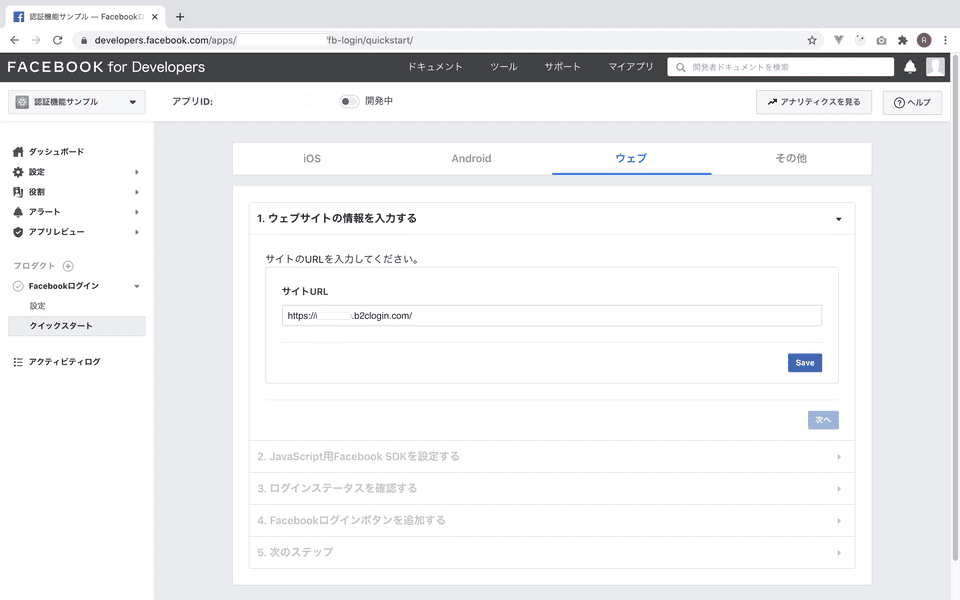 認証機能サンプル — Facebookロ
developers.facebook.com/apps/ /fb-login/quickstart/
R
FACEBOOK for Developers
ドキュメント
ツール
サポート
マイアプリ
開発者ドキュメントを検索
認証機能サンプル
アプリID:
開発中
アナリティクスを見る
ヘルプ
ダッシュボード
設定
役割
アラート
アプリレビュー
プロダクト
Facebookログイン
設定
クイックスタート
アクティビティログ
iOS
Android
ウェブ
その他
1. ウェブサイトの情報を入力する
サイトのURLを入力してください。
サイトURL
https:// .b2clogin.com/
Save
次へ
2. JavaScript用Facebook SDKを設定する
3. ログインステータスを確認する
4. Facebookログインボタンを追加する
5. 次のステップ